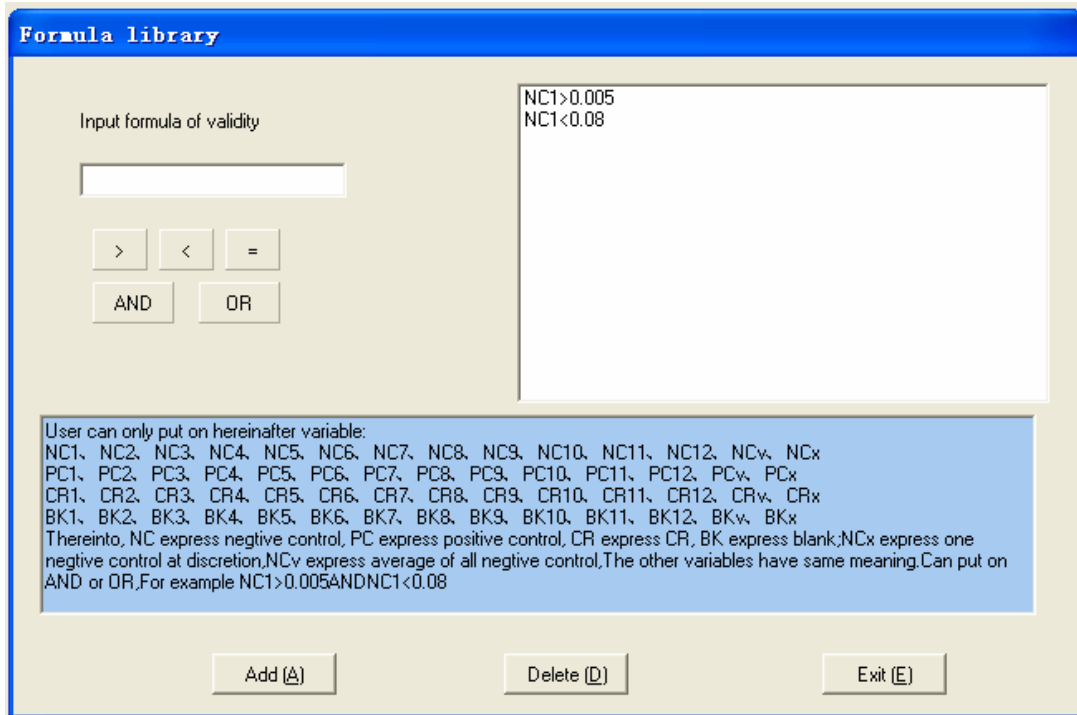 Formula library
Input formula of validity
NC1>0.005
NC1<0.08
> < =
AND OR
User can only put on hereinafter variable:
NC1、NC2、NC3、NC4、NC5、NC6、NC7、NC8、NC9、NC10、NC11、NC12、NCv、NCx
PC1、PC2、PC3、PC4、PC5、PC6、PC7、PC8、PC9、PC10、PC11、PC12、PCv、PCx
CR1、CR2、CR3、CR4、CR5、CR6、CR7、CR8、CR9、CR10、CR11、CR12、CRv、CRx
BK1、BK2、BK3、BK4、BK5、BK6、BK7、BK8、BK9、BK10、BK11、BK12、BKv、BKx
Thereinto, NC express negtive control, PC express positive control, CR express CR, BK express blank;NCx express one
negtive control at discretion,NCv express average of all negtive control,The other variables have same meaning.Can put on
AND or OR,For example NC1>0.005ANDNC1<0.08
Add (A) Delete (D) Exit (E)